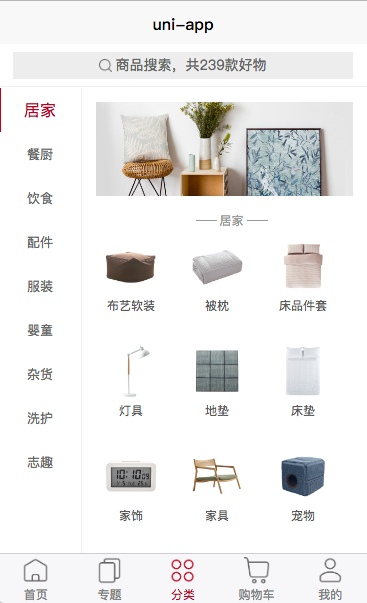 uni-app
商品搜索，共239款好物
居家
餐厨
饮食
配件
服装
婴童
杂货
洗护
志趣
居家
布艺软装
被枕
床品件套
灯具
地垫
床垫
10:10 09
家饰
家具
宠物
首页
专题
分类
购物车
我的